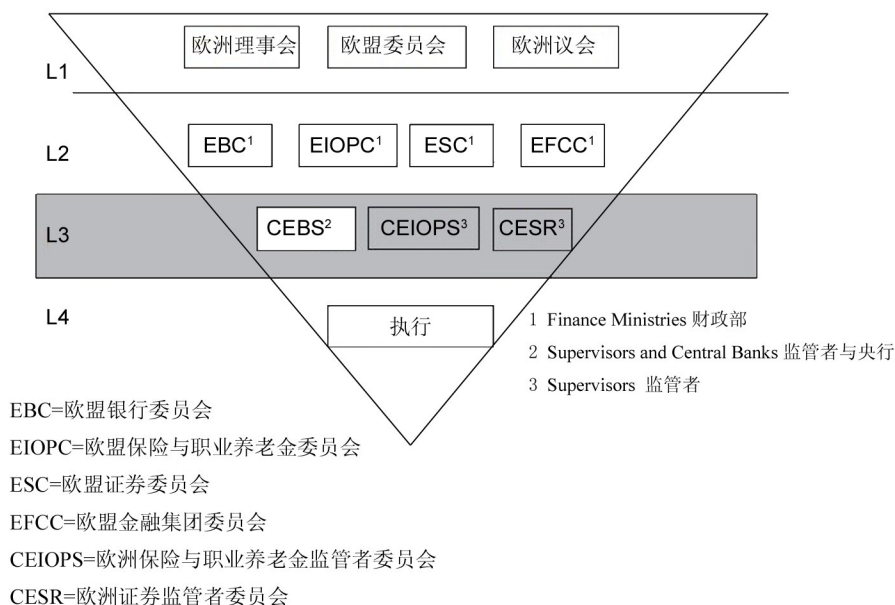 欧洲理事会 欧盟委员会 欧洲议会
L1
L2 EBC¹ EIOPC¹ ESC¹ EFCC¹
L3 CEBS² CEIOPS³ CESR³
L4 执行
1 Finance Ministries 财政部
2 Supervisors and Central Banks 监管者与央行
3 Supervisors 监管者
EBC=欧盟银行委员会
EIOPC=欧盟保险与职业养老金委员会
ESC=欧盟证券委员会
EFCC=欧盟金融集团委员会
CEIOPS=欧洲保险与职业养老金监管者委员会
CESR=欧洲证券监管者委员会